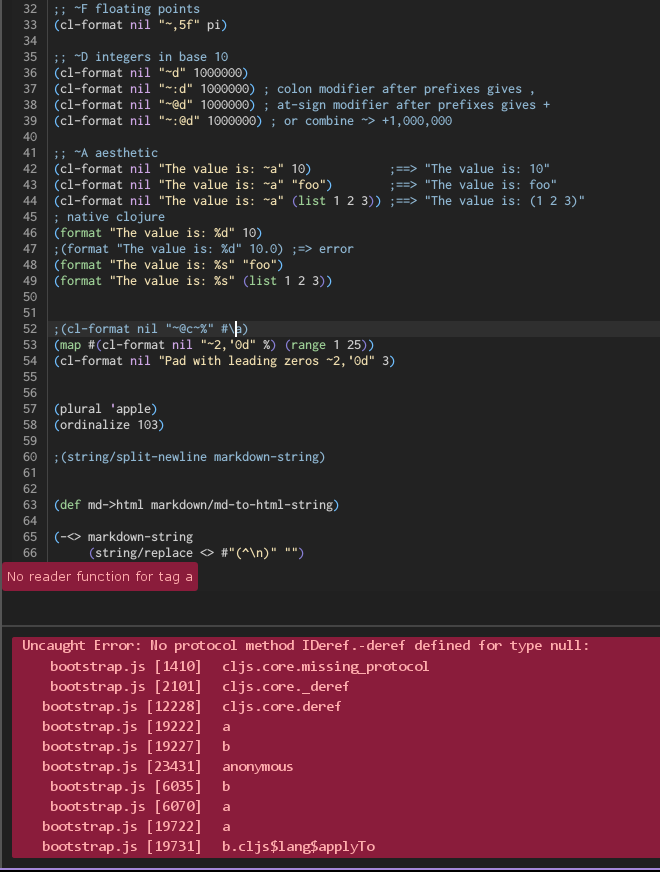 32 ;; ~F floating points
33 (cl-format nil "~,5f" pi)
34
35 ;; ~D integers in base 10
36 (cl-format nil "~d" 1000000)
37 (cl-format nil "~:d" 1000000) ; colon modifier after prefixes gives ,
38 (cl-format nil "~@d" 1000000) ; at-sign modifier after prefixes gives +
39 (cl-format nil "~:@d" 1000000) ; or combine ~> +1,000,000
40
41 ;; ~A aesthetic
42 (cl-format nil "The value is: ~a" 10) ;==> "The value is: 10"
43 (cl-format nil "The value is: ~a" "foo") ;==> "The value is: foo"
44 (cl-format nil "The value is: ~a" (list 1 2 3)) ;==> "The value is: (1 2 3)"
45 ; native clojure
46 (format "The value is: %d" 10)
47 ;(format "The value is: %d" 10.0) ;=> error
48 (format "The value is: %s" "foo")
49 (format "The value is: %s" (list 1 2 3))
50
51
52 ;(cl-format nil "~@c~%" #\a)
53 (map #(cl-format nil "~2,'0d" %) (range 1 25))
54 (cl-format nil "Pad with leading zeros ~2,'0d" 3)
55
56
57 (plural 'apple)
58 (ordinalize 103)
59
60 ;(string/split-newline markdown-string)
61
62
63 (def md->html markdown/md-to-html-string)
64
65 (-<> markdown-string
66 (string/replace <> #"(^\n)" "")
No reader function for tag a
Uncaught Error: No protocol method IDeref.-deref defined for type null:
bootstrap.js [1410] cljs.core.missing_protocol
bootstrap.js [2101] cljs.core._deref
bootstrap.js [12228] cljs.core.deref
bootstrap.js [19222] a
bootstrap.js [19227] b
bootstrap.js [23431] anonymous
bootstrap.js [6035] b
bootstrap.js [6070] a
bootstrap.js [19722] a
bootstrap.js [19731] b.cljs$lang$applyTo